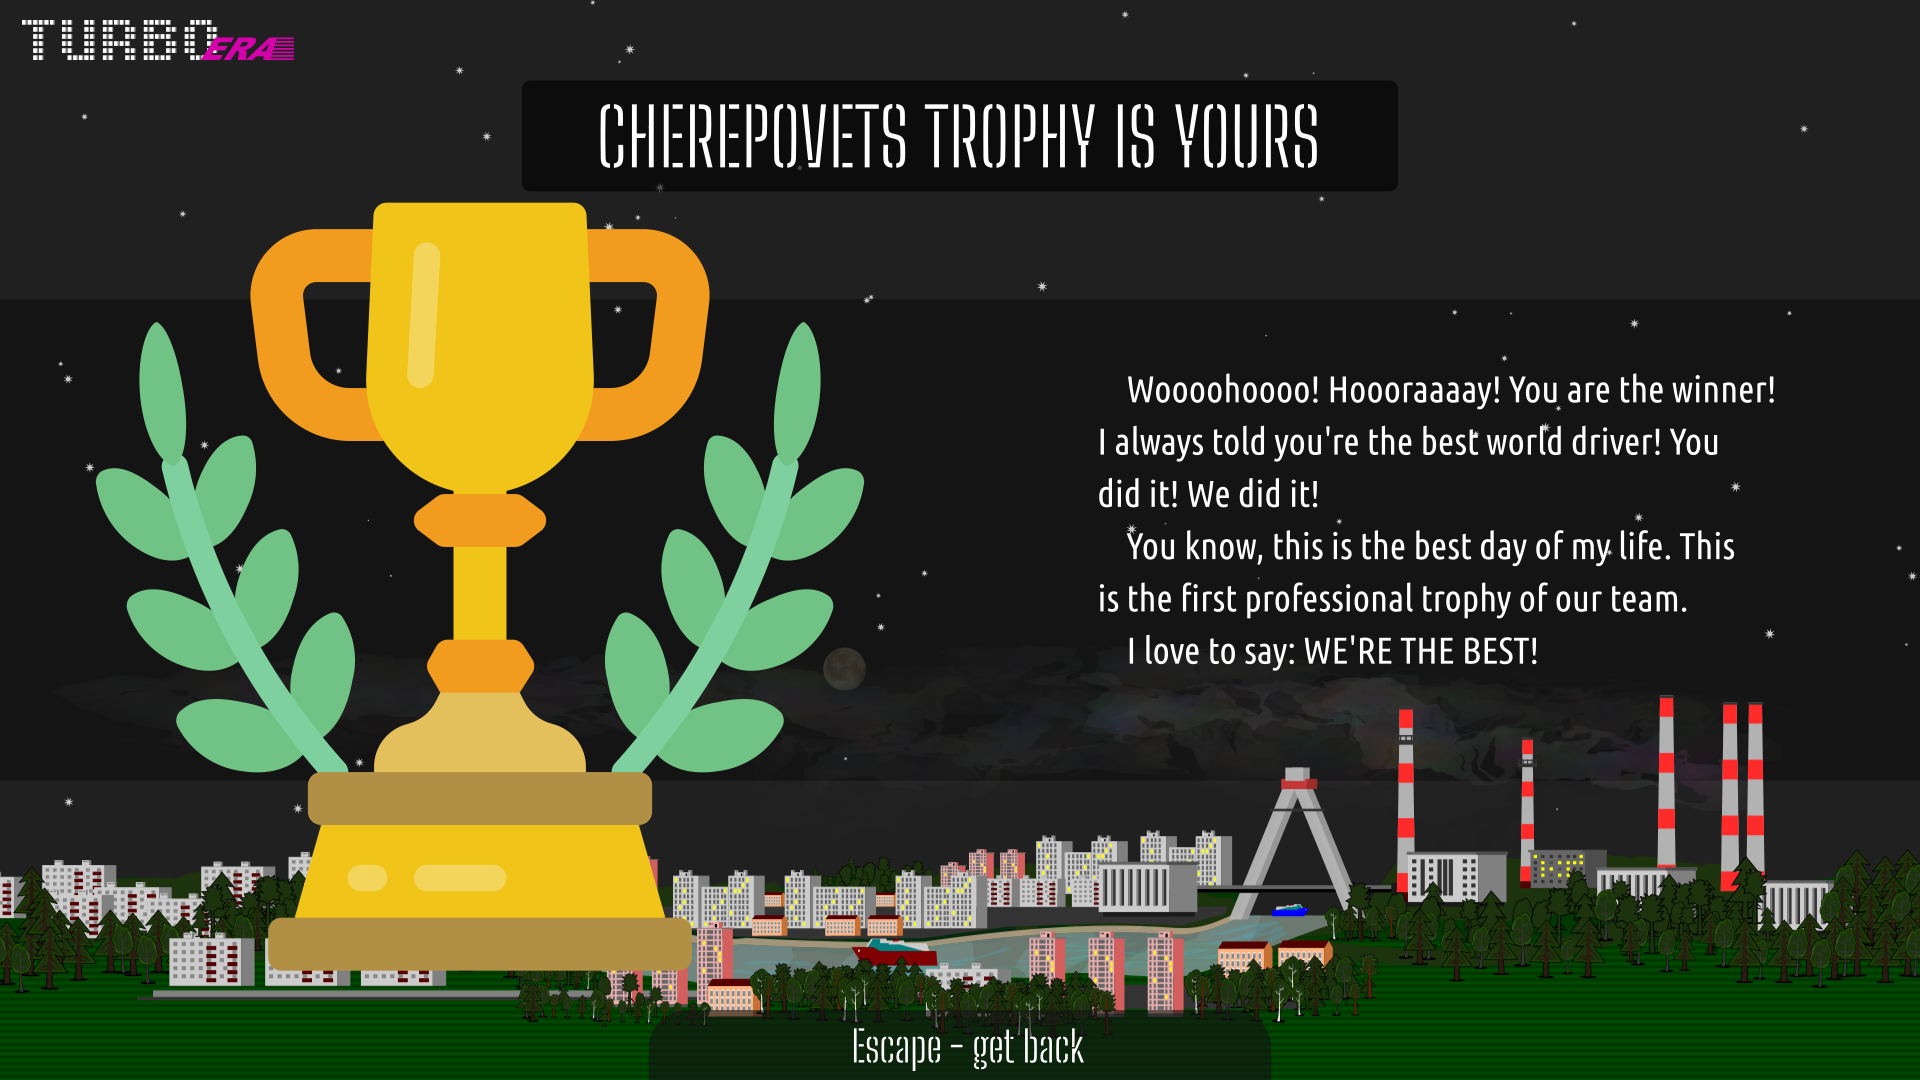 TURBO ERA
CHEREPOVETS TROPHY IS YOURS
Woooohoooo! Hoooraaaay! You are the winner!
I always told you're the best world driver! You
did it! We did it!
You know, this is the best day of my life. This
is the first professional trophy of our team.
I love to say: WE'RE THE BEST!
Escape - get back